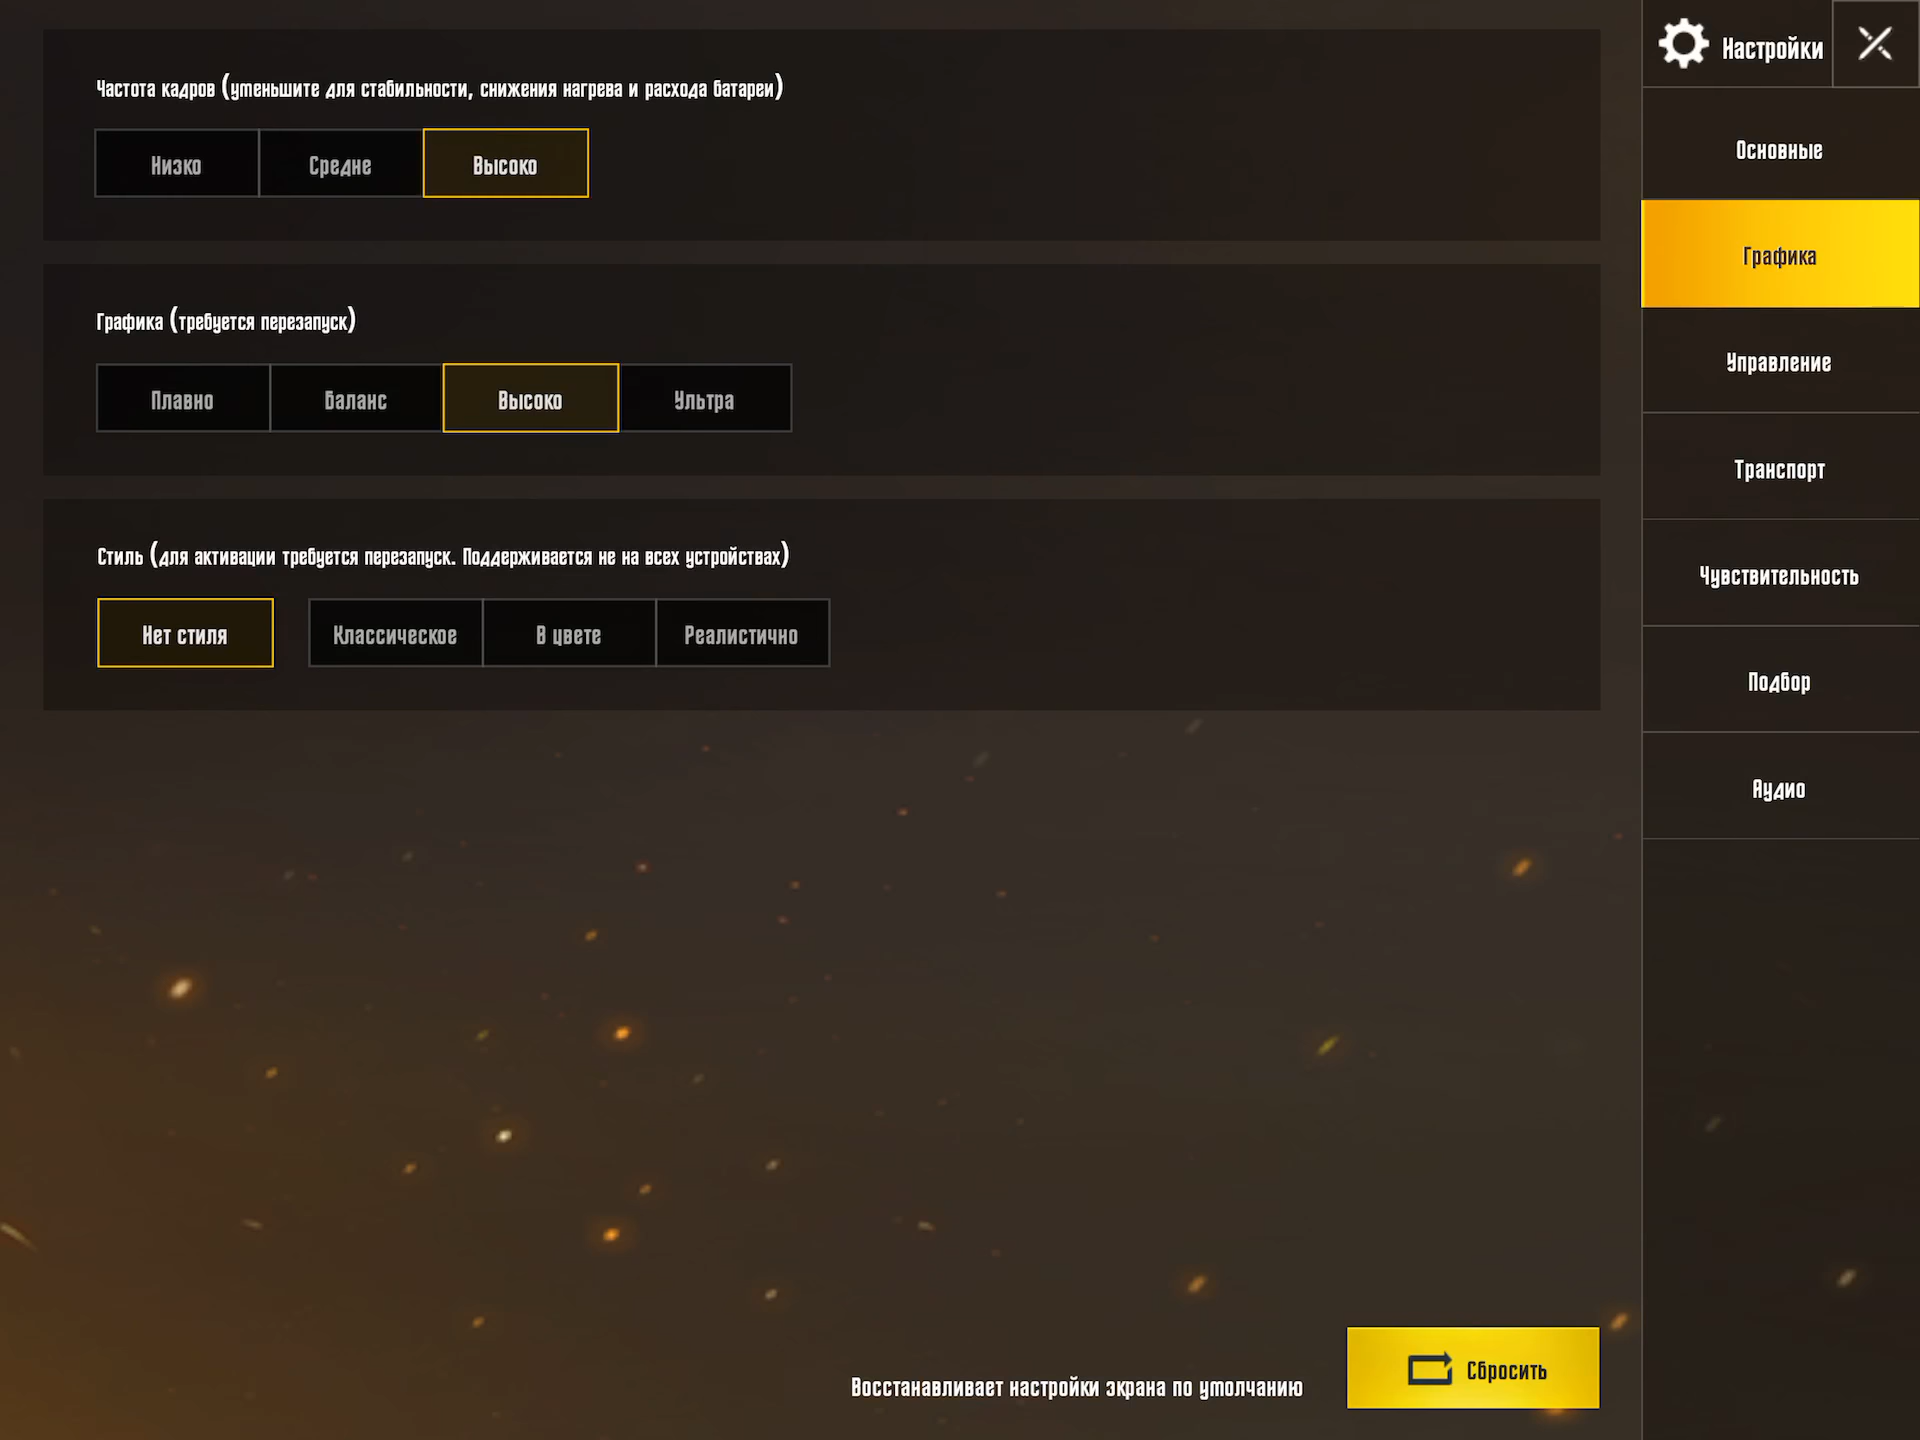 Частота кадров (уменьшите для стабильности, снижения нагрева и расхода батареи)
Низко
Средне
Высоко
Графика (требуется перезапуск)
Плавно
Баланс
Высоко
Ультра
Стиль (для активации требуется перезапуск. Поддерживается не на всех устройствах)
Нет стиля
Классическое
В цвете
Реалистично
Восстанавливает настройки экрана по умолчанию
Сбросить
Настройки
Основные
Графика
Управление
Транспорт
Чувствительность
Подбор
Аудио